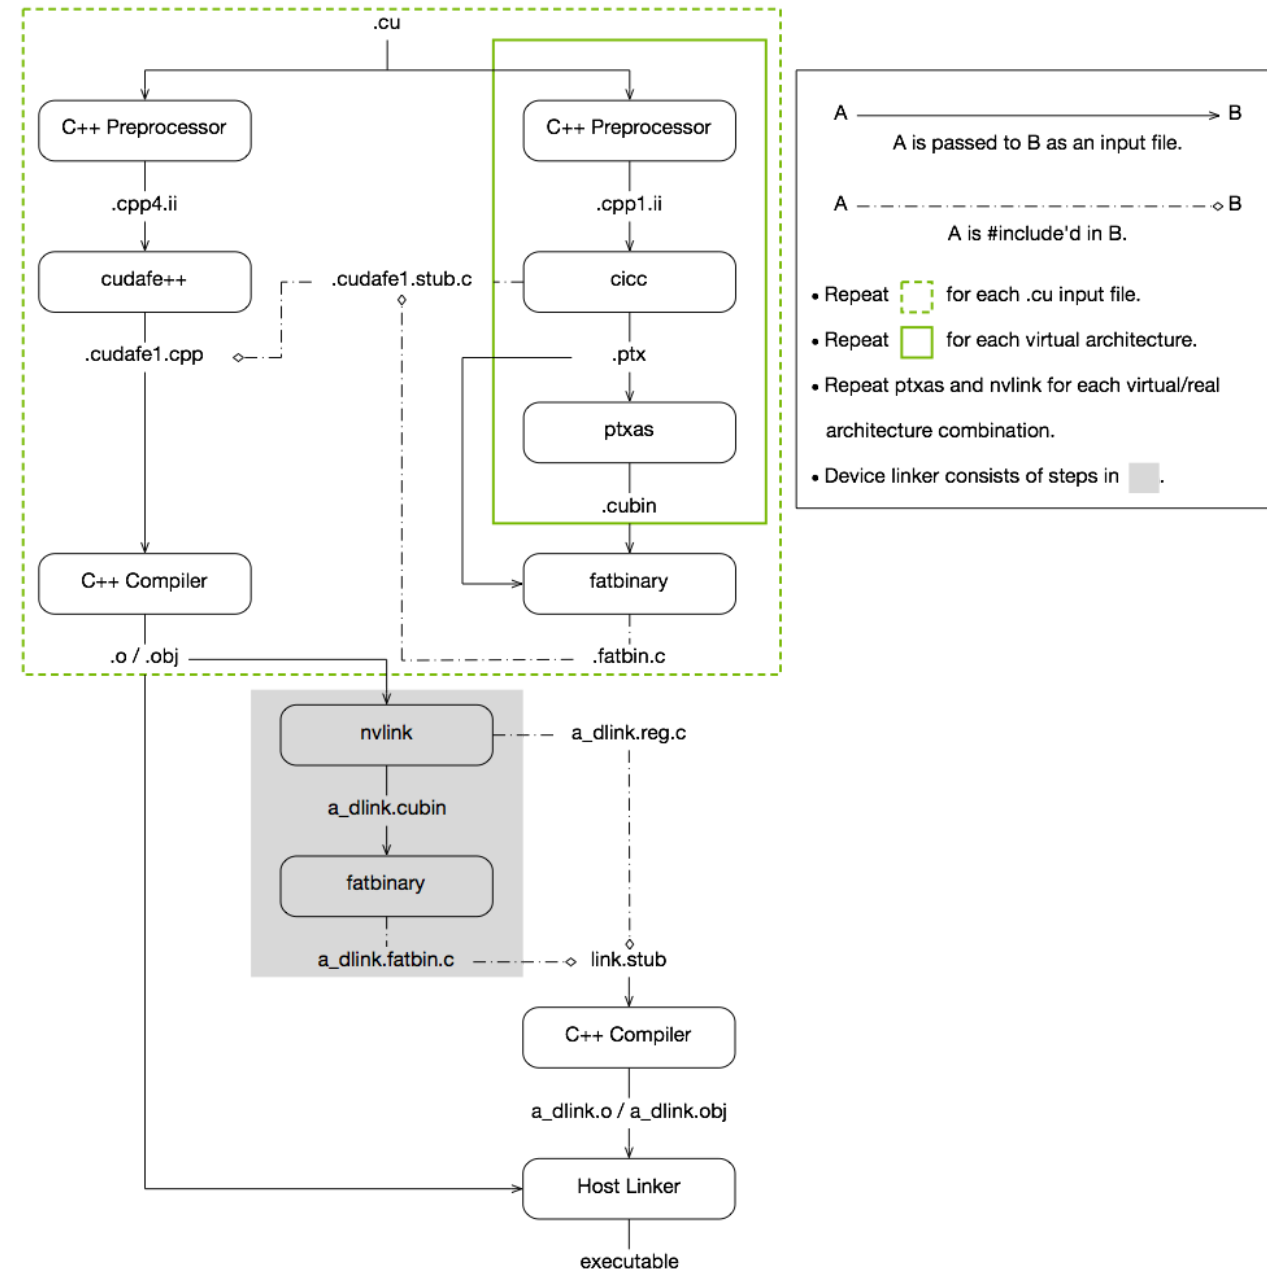 .cu
C++ Preprocessor
C++ Preprocessor
.cpp4.ii
.cpp1.ii
cudafe++
.cudafe1.stub.c
cicc
.cudafe1.cpp
.ptx
ptxas
.cubin
C++ Compiler
fatbinary
.o / .obj
.fatbin.c
nvlink
a_dlink.reg.c
a_dlink.cubin
fatbinary
a_dlink.fatbin.c
link.stub
C++ Compiler
a_dlink.o / a_dlink.obj
Host Linker
executable
A B
A is passed to B as an input file.
A B
A is #include'd in B.
• Repeat for each .cu input file.
• Repeat for each virtual architecture.
• Repeat ptxas and nvlink for each virtual/real
architecture combination.
• Device linker consists of steps in .